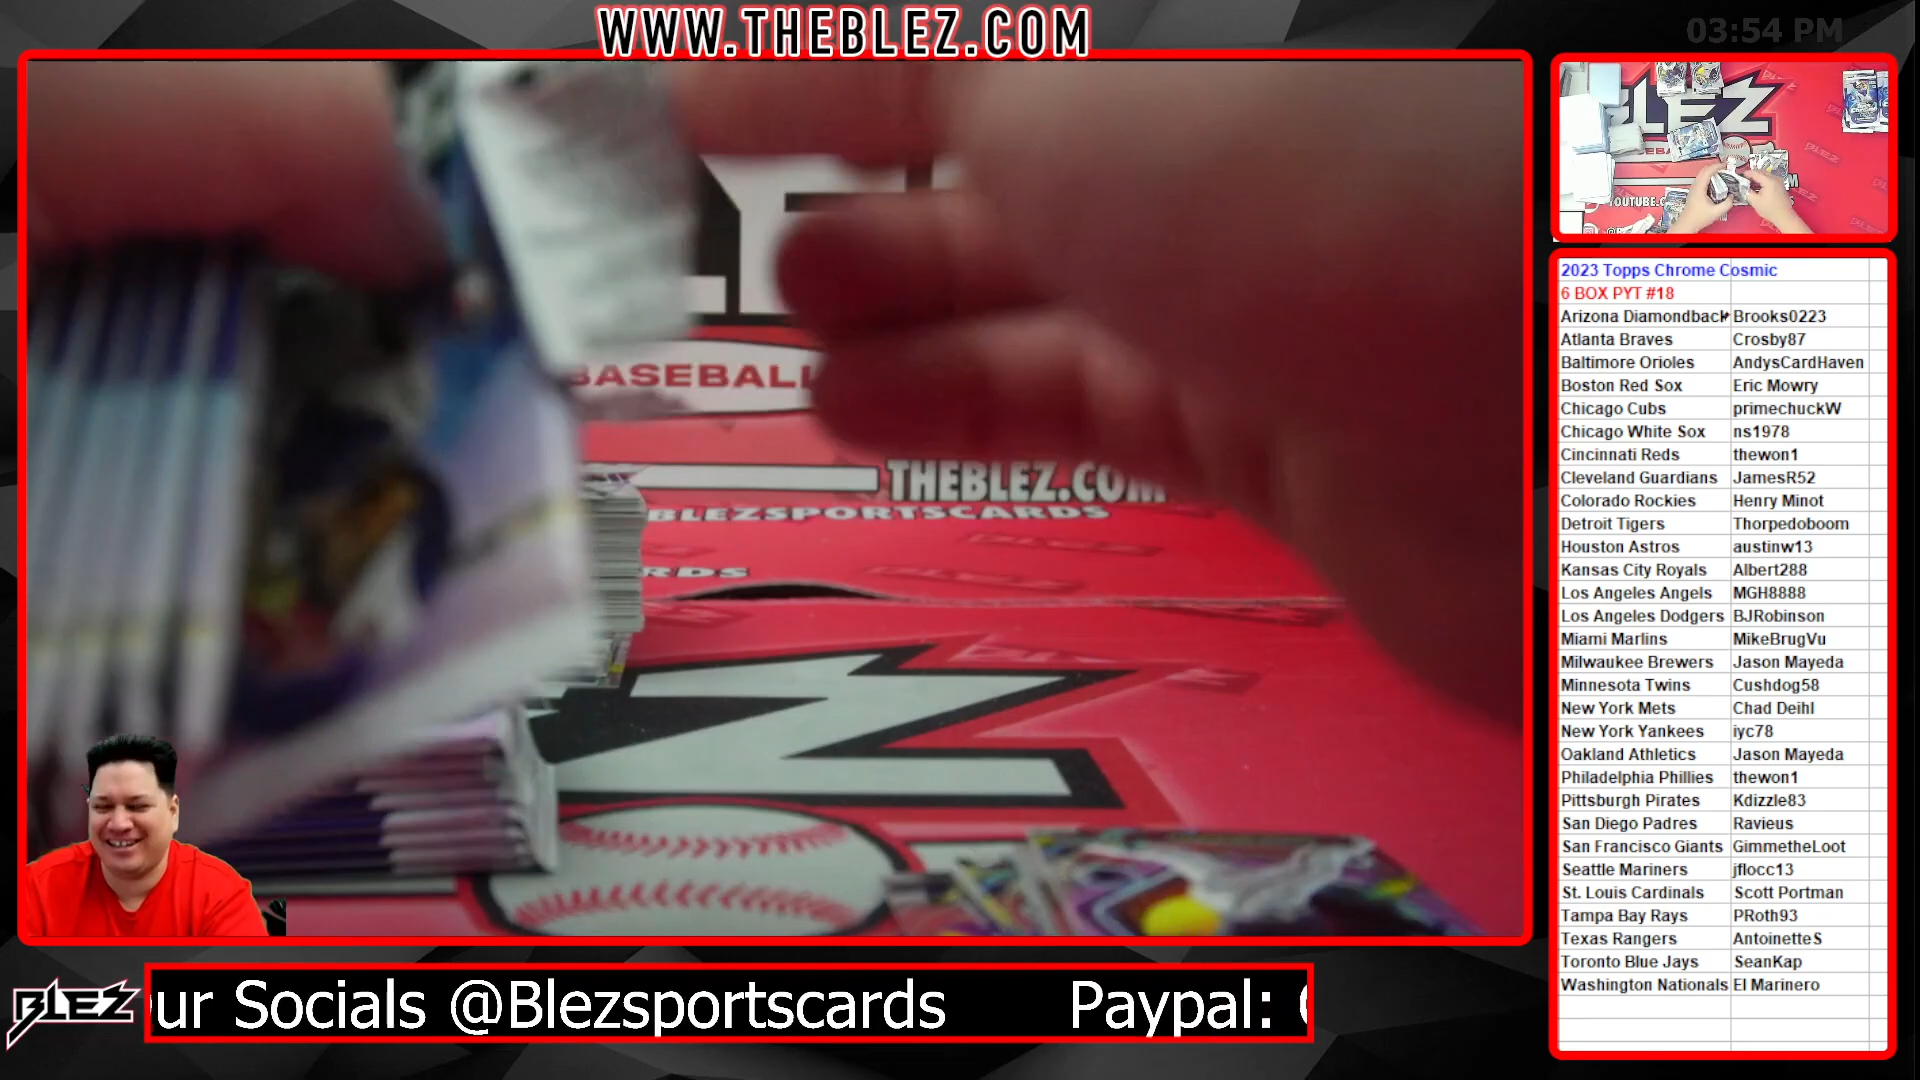 WWW.THEBLEZ.COM
03:54 PM
BASEBALL
THEBLEZ.COM
BLEZSPORTSCARDS
RDS
BLEZ
YOUTUBE.C
2023 Topps Chrome Cosmic
6 BOX PYT #18
Arizona Diamondback Brooks0223
Atlanta Braves Crosby87
Baltimore Orioles AndysCardHaven
Boston Red Sox Eric Mowry
Chicago Cubs primechuckW
Chicago White Sox ns1978
Cincinnati Reds thewon1
Cleveland Guardians JamesR52
Colorado Rockies Henry Minot
Detroit Tigers Thorpedoboom
Houston Astros austinw13
Kansas City Royals Albert288
Los Angeles Angels MGH8888
Los Angeles Dodgers BJRobinson
Miami Marlins MikeBrugVu
Milwaukee Brewers Jason Mayeda
Minnesota Twins Cushdog58
New York Mets Chad Deihl
New York Yankees iyc78
Oakland Athletics Jason Mayeda
Philadelphia Phillies thewon1
Pittsburgh Pirates Kdizzle83
San Diego Padres Ravieus
San Francisco Giants GimmetheLoot
Seattle Mariners jflocc13
St. Louis Cardinals Scott Portman
Tampa Bay Rays PRoth93
Texas Rangers AntoinetteS
Toronto Blue Jays SeanKap
Washington Nationals El Marinero
BLEZ
ur Socials @Blezsportscards Paypal: